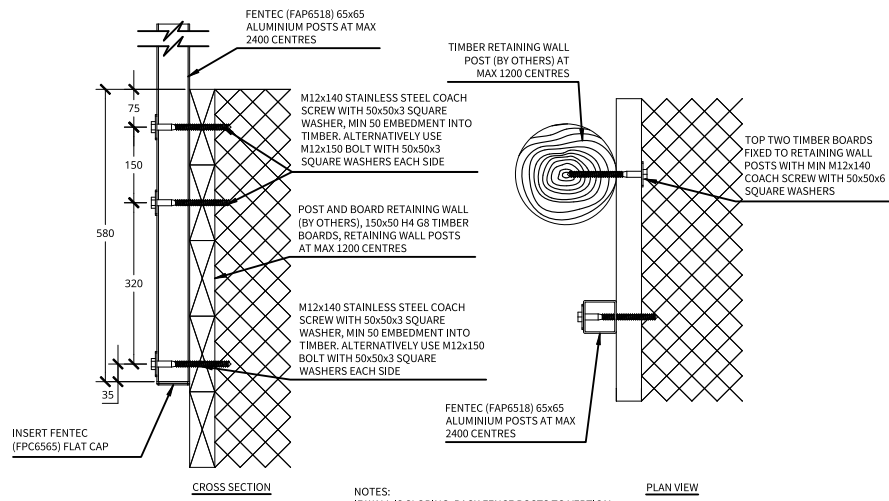 FENTEC (FAP6518) 65x65
ALUMINIUM POSTS AT MAX
2400 CENTRES
75
150
580
320
35
M12x140 STAINLESS STEEL COACH
SCREW WITH 50x50x3 SQUARE
WASHER, MIN 50 EMBEDMENT INTO
TIMBER. ALTERNATIVELY USE
M12x150 BOLT WITH 50x50x3
SQUARE WASHERS EACH SIDE
POST AND BOARD RETAINING WALL
(BY OTHERS), 150x50 H4 G8 TIMBER
BOARDS, RETAINING WALL POSTS
AT MAX 1200 CENTRES
M12x140 STAINLESS STEEL COACH
SCREW WITH 50x50x3 SQUARE
WASHER, MIN 50 EMBEDMENT INTO
TIMBER. ALTERNATIVELY USE M12x150
BOLT WITH 50x50x3 SQUARE
WASHERS EACH SIDE
INSERT FENTEC
(FPC6565) FLAT CAP
CROSS SECTION
TIMBER RETAINING WALL
POST (BY OTHERS) AT
MAX 1200 CENTRES
TOP TWO TIMBER BOARDS
FIXED TO RETAINING WALL
POSTS WITH MIN M12x140
COACH SCREW WITH 50x50x6
SQUARE WASHERS
FENTEC (FAP6518) 65x65
ALUMINIUM POSTS AT MAX
2400 CENTRES
PLAN VIEW
NOTES: